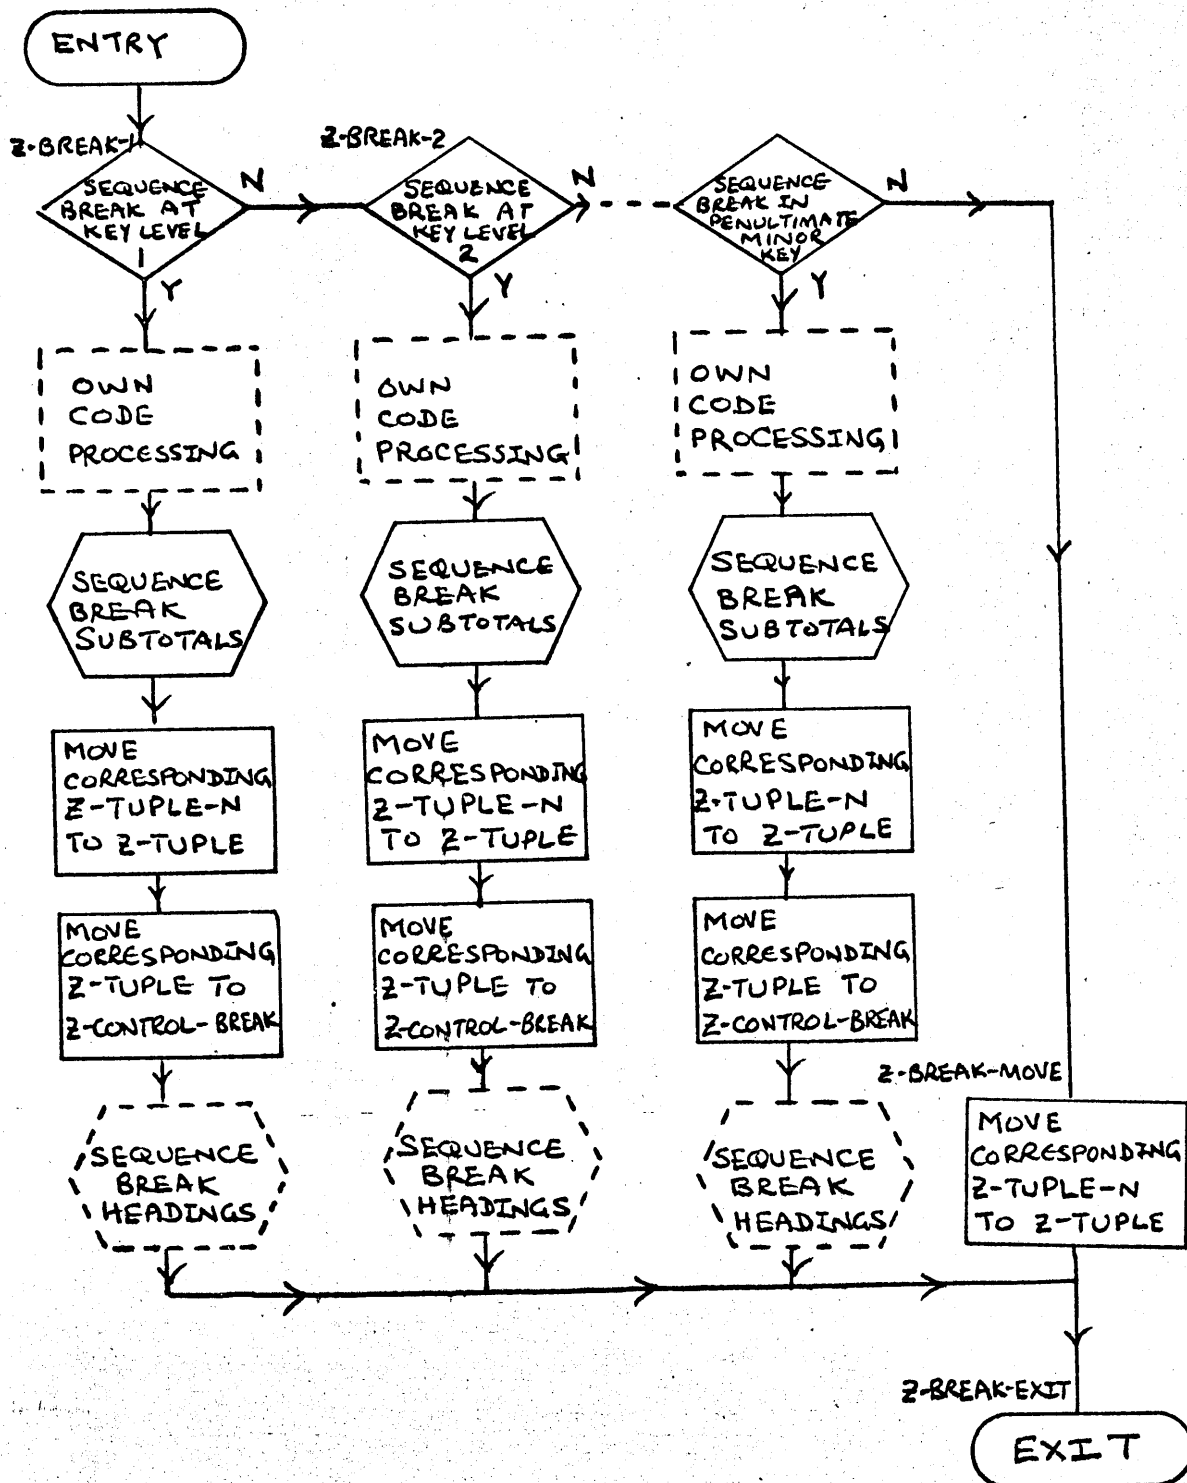 ENTRY
Z-BREAK-1
SEQUENCE
BREAK AT
KEY LEVEL
1
N
Y
OWN
CODE
PROCESSING
SEQUENCE
BREAK
SUBTOTALS
MOVE
CORRESPONDING
Z-TUPLE-N
TO Z-TUPLE
MOVE
CORRESPONDING
Z-TUPLE TO
Z-CONTROL-BREAK
SEQUENCE
BREAK
HEADINGS
Z-BREAK-2
SEQUENCE
BREAK AT
KEY LEVEL
2
N
Y
OWN
CODE
PROCESSING
SEQUENCE
BREAK
SUBTOTALS
MOVE
CORRESPONDING
Z-TUPLE-N
TO Z-TUPLE
MOVE
CORRESPONDING
Z-TUPLE TO
Z-CONTROL-BREAK
SEQUENCE
BREAK
HEADINGS
SEQUENCE
BREAK IN
PENULTIMATE
MINOR
KEY
N
Y
OWN
CODE
PROCESSING
SEQUENCE
BREAK
SUBTOTALS
MOVE
CORRESPONDING
Z-TUPLE-N
TO Z-TUPLE
MOVE
CORRESPONDING
Z-TUPLE TO
Z-CONTROL-BREAK
SEQUENCE
BREAK
HEADINGS
Z-BREAK-MOVE
MOVE
CORRESPONDING
Z-TUPLE-N
TO Z-TUPLE
Z-BREAK-EXIT
EXIT